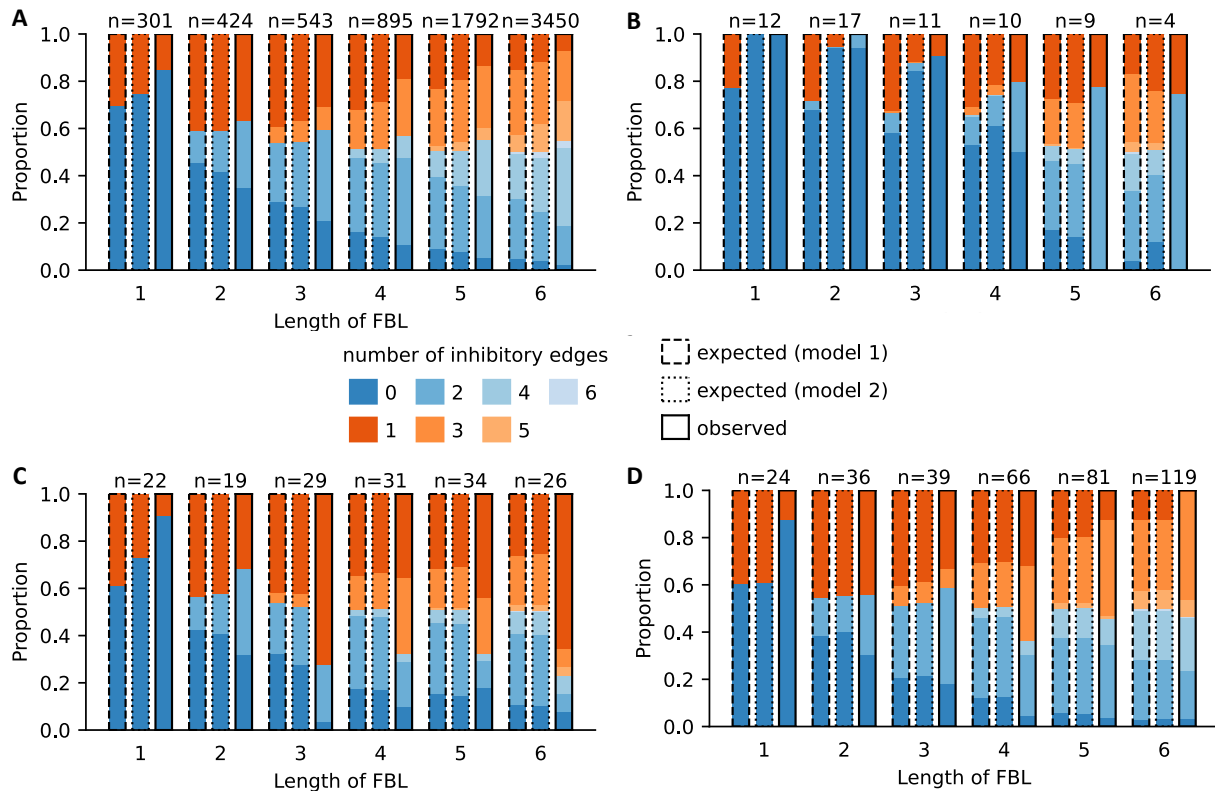 A
n=301 n=424 n=543 n=895 n=1792 n=3450
1.0
0.8
0.6
0.4
0.2
0.0
Proportion
1 2 3 4 5 6
Length of FBL
B
n=12 n=17 n=11 n=10 n=9 n=4
1.0
0.8
0.6
0.4
0.2
0.0
Proportion
1 2 3 4 5 6
Length of FBL
number of inhibitory edges
0 2 4 6
1 3 5
expected (model 1)
expected (model 2)
observed
C
n=22 n=19 n=29 n=31 n=34 n=26
1.0
0.8
0.6
0.4
0.2
0.0
Proportion
1 2 3 4 5 6
Length of FBL
D
n=24 n=36 n=39 n=66 n=81 n=119
1.0
0.8
0.6
0.4
0.2
0.0
Proportion
1 2 3 4 5 6
Length of FBL